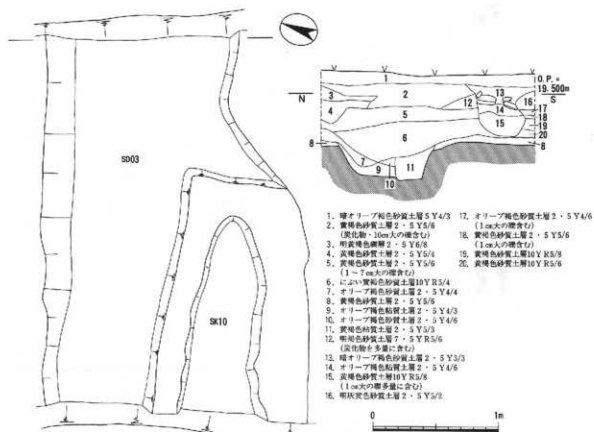 O.P.+
19.500m
N
S
1
2
3
4
5
6
7
8
8
9
10
11
12
13
14
15
16
17
18
19
20
SD03
SK10
1. 暗オリーブ褐色砂質土層5Y4/3
2. 黄褐色砂質土層2・5Y5/6
(炭化物・10cm大の礫含む)
3. 明黄褐色礫層2・5Y6/8
4. 黄褐色砂質土層2・5Y5/4
5. 黄褐色砂質土層2・5Y5/6
(1〜7cm大の礫含む)
6. にぶい黄褐色砂質土層10YR5/4
7. オリーブ褐色砂質土層2・5Y4/4
8. 黄褐色砂質土層2・5Y5/6
9. オリーブ褐色粘質土層2・5Y4/3
10. オリーブ褐色砂質土層2・5Y4/6
11. 黄褐色粘質土層2・5Y5/3
12. 明褐色砂質土層7・5YR5/6
(炭化物を多量に含む)
13. 暗オリーブ褐色砂質土層2・5Y3/3
14. オリーブ褐色粘質土層2・5Y4/6
15. 黄褐色砂質土層10YR5/8
(1cm大の礫多量に含む)
16. 明灰黄色砂質土層2・5Y5/2
17. オリーブ褐色砂質土層2・5Y4/6
(1cm大の礫含む)
18. 黄褐色砂質土層2・5Y5/6
(1cm大の礫含む)
19. 黄褐色砂質土層10YR5/8
20. 黄褐色砂質土層10YR5/6
0 1m